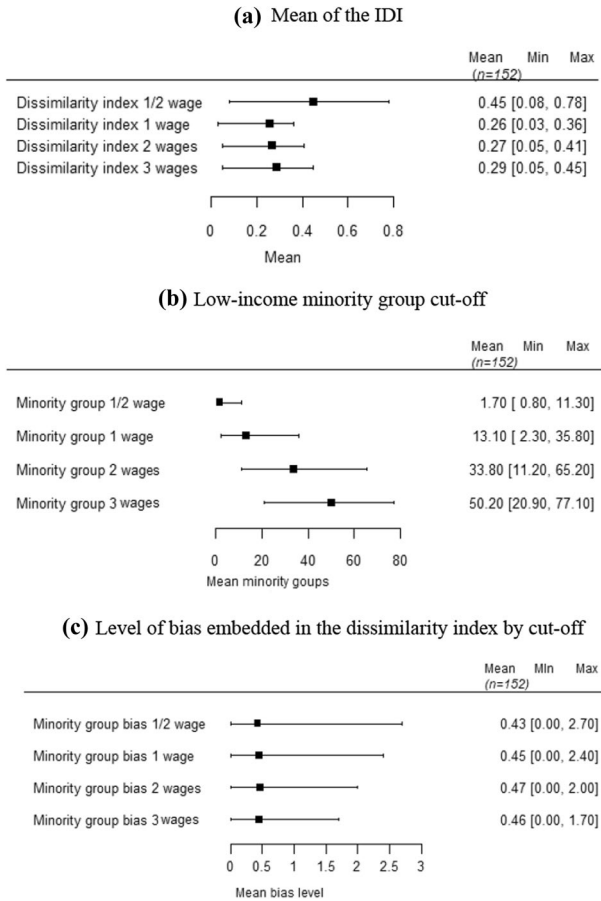 (a) Mean of the IDI
Mean Min Max
(n=152)
Dissimilarity index 1/2 wage 0.45 [0.08, 0.78]
Dissimilarity index 1 wage 0.26 [0.03, 0.36]
Dissimilarity index 2 wages 0.27 [0.05, 0.41]
Dissimilarity index 3 wages 0.29 [0.05, 0.45]
0 0.2 0.4 0.6 0.8
Mean
(b) Low-income minority group cut-off
Mean Min Max
(n=152)
Minority group 1/2 wage 1.70 [ 0.80, 11.30]
Minority group 1 wage 13.10 [ 2.30, 35.80]
Minority group 2 wages 33.80 [11.20, 65.20]
Minority group 3 wages 50.20 [20.90, 77.10]
0 20 40 60 80
Mean minority goups
(c) Level of bias embedded in the dissimilarity index by cut-off
Mean MIn Max
(n=152)
Minority group bias 1/2 wage 0.43 [0.00, 2.70]
Minority group bias 1 wage 0.45 [0.00, 2.40]
Minority group bias 2 wages 0.47 [0.00, 2.00]
Minority group bias 3 wages 0.46 [0.00, 1.70]
0 0.5 1 1.5 2 2.5 3
Mean bias level